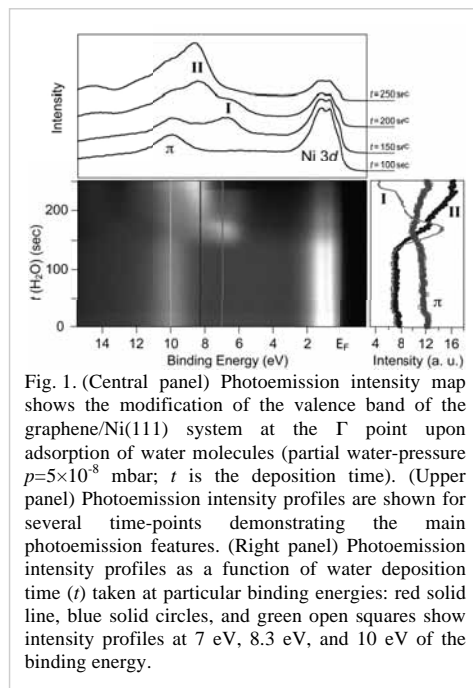 II
I
π
Ni 3d
Intensity
t=250 sec
t=200 sec
t=150 sec
t=100 sec
t (H₂O) (sec)
200
100
0
14 12 10 8 6 4 2 E_F
Binding Energy (eV)
I
II
π
4 8 12 16
Intensity (a. u.)
Fig. 1. (Central panel) Photoemission intensity map
shows the modification of the valence band of the
graphene/Ni(111) system at the Γ point upon
adsorption of water molecules (partial water-pressure
p=5×10⁻⁸ mbar; t is the deposition time). (Upper
panel) Photoemission intensity profiles are shown for
several time-points demonstrating the main
photoemission features. (Right panel) Photoemission
intensity profiles as a function of water deposition
time (t) taken at particular binding energies: red solid
line, blue solid circles, and green open squares show
intensity profiles at 7 eV, 8.3 eV, and 10 eV of the
binding energy.